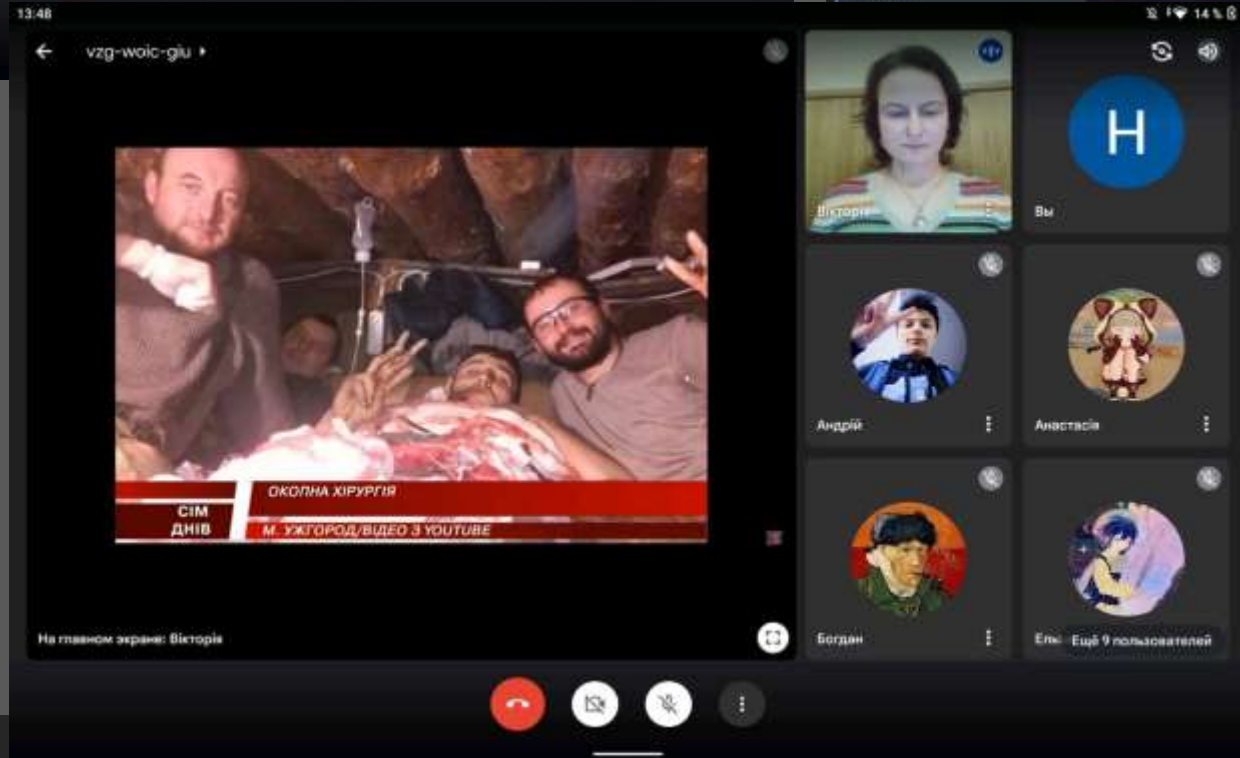 13:48
14 %
vzg-woic-giu
ОКОПНА ХІРУРГІЯ
СІМ
ДНІВ
М. УЖГОРОД/ВІДЕО З YOUTUBE
На главном экране: Вікторія
Вікторія
H
Вы
Андрій
Анастасія
Богдан
Ещё 9 пользователей